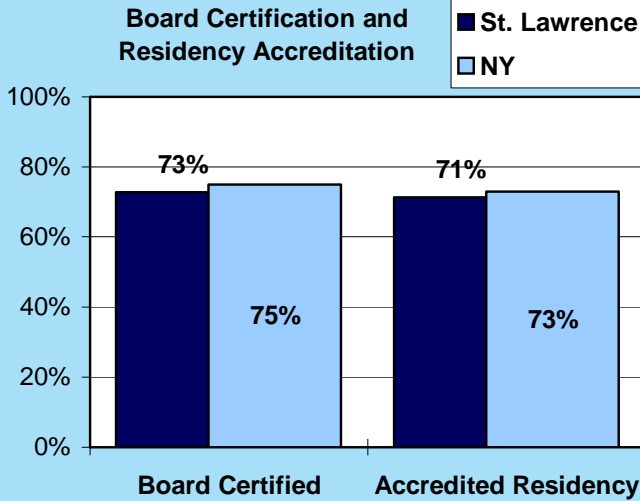 Board Certification and
Residency Accreditation
St. Lawrence
NY
100%
80%
60%
40%
20%
0%
73%
75%
71%
73%
Board Certified
Accredited Residency